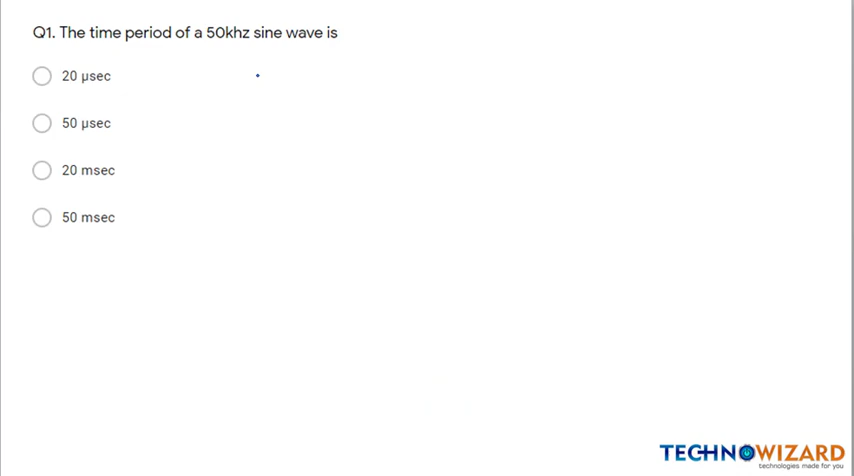 Q1. The time period of a 50khz sine wave is
20 µsec
50 µsec
20 msec
50 msec
TECHNOWIZARD
technologies made for you